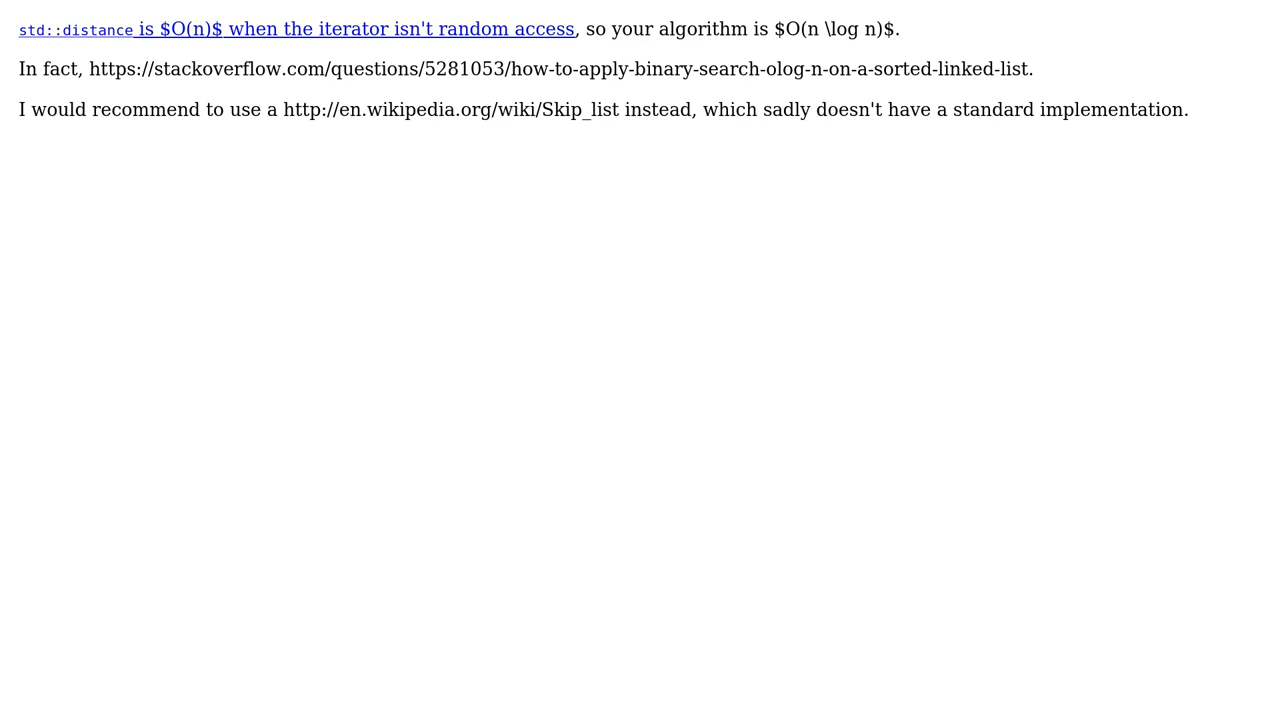 std::distance is $O(n)$ when the iterator isn't random access, so your algorithm is $O(n \log n)$.
In fact, https://stackoverflow.com/questions/5281053/how-to-apply-binary-search-olog-n-on-a-sorted-linked-list.
I would recommend to use a http://en.wikipedia.org/wiki/Skip_list instead, which sadly doesn't have a standard implementation.